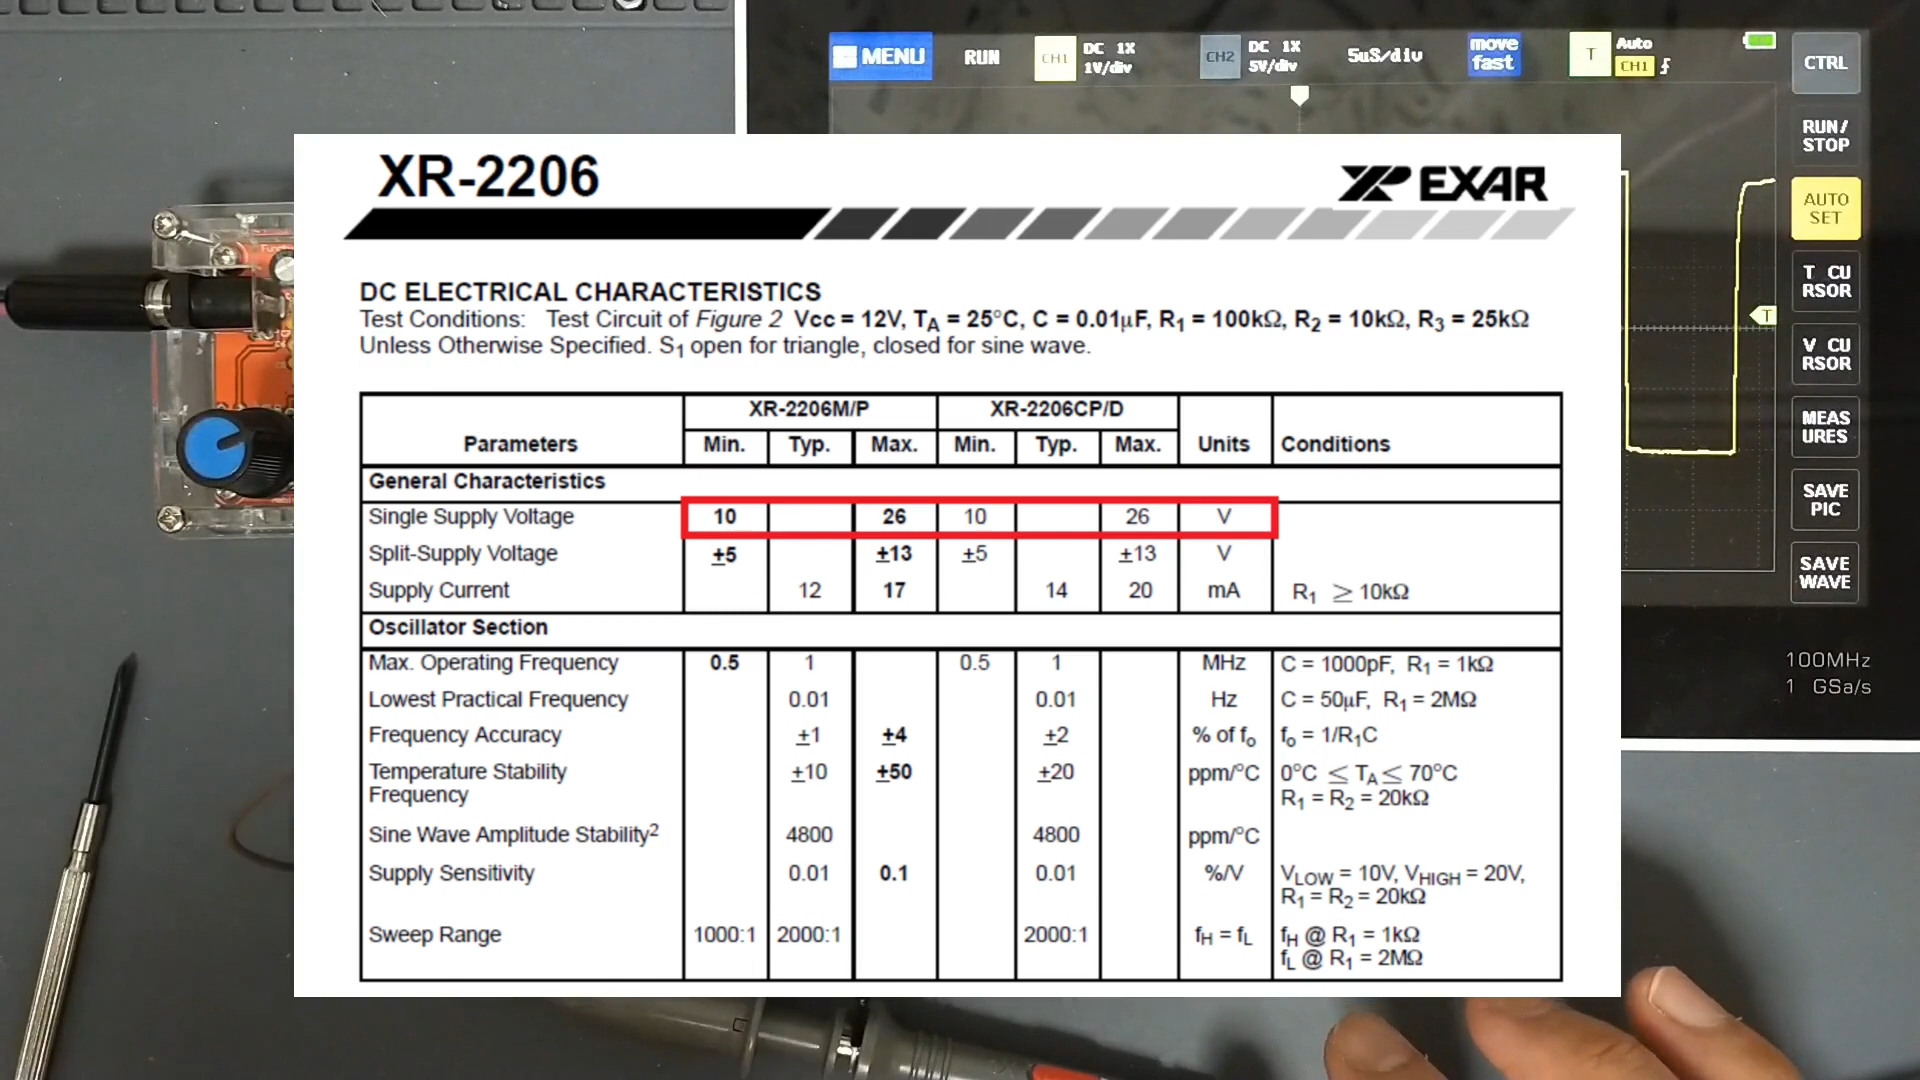 MENU RUN CH1 DC 1X 1V/div CH2 DC 1X 5V/div 5uS/div move fast T Auto CH1 CTRL
RUN/
STOP
AUTO
SET
T CU
RSOR
T
V CU
RSOR
MEAS
URES
SAVE
PIC
SAVE
WAVE
100MHz
1 GSa/s
XR-2206
XP EXAR
DC ELECTRICAL CHARACTERISTICS
Test Conditions: Test Circuit of Figure 2 Vcc = 12V, TA = 25°C, C = 0.01μF, R1 = 100kΩ, R2 = 10kΩ, R3 = 25kΩ
Unless Otherwise Specified. S1 open for triangle, closed for sine wave.
XR-2206M/P XR-2206CP/D
Parameters Min. Typ. Max. Min. Typ. Max. Units Conditions
General Characteristics
Single Supply Voltage 10 26 10 26 V
Split-Supply Voltage ±5 ±13 ±5 ±13 V
Supply Current 12 17 14 20 mA R1 ≥ 10kΩ
Oscillator Section
Max. Operating Frequency 0.5 1 0.5 1 MHz C = 1000pF, R1 = 1kΩ
Lowest Practical Frequency 0.01 0.01 Hz C = 50μF, R1 = 2MΩ
Frequency Accuracy ±1 ±4 ±2 % of fo fo = 1/R1C
Temperature Stability ±10 ±50 ±20 ppm/°C 0°C ≤ TA ≤ 70°C
Frequency R1 = R2 = 20kΩ
Sine Wave Amplitude Stability2 4800 4800 ppm/°C
Supply Sensitivity 0.01 0.1 0.01 %/V VLOW = 10V, VHIGH = 20V,
R1 = R2 = 20kΩ
Sweep Range 1000:1 2000:1 2000:1 fH = fL fH @ R1 = 1kΩ
fL @ R1 = 2MΩ